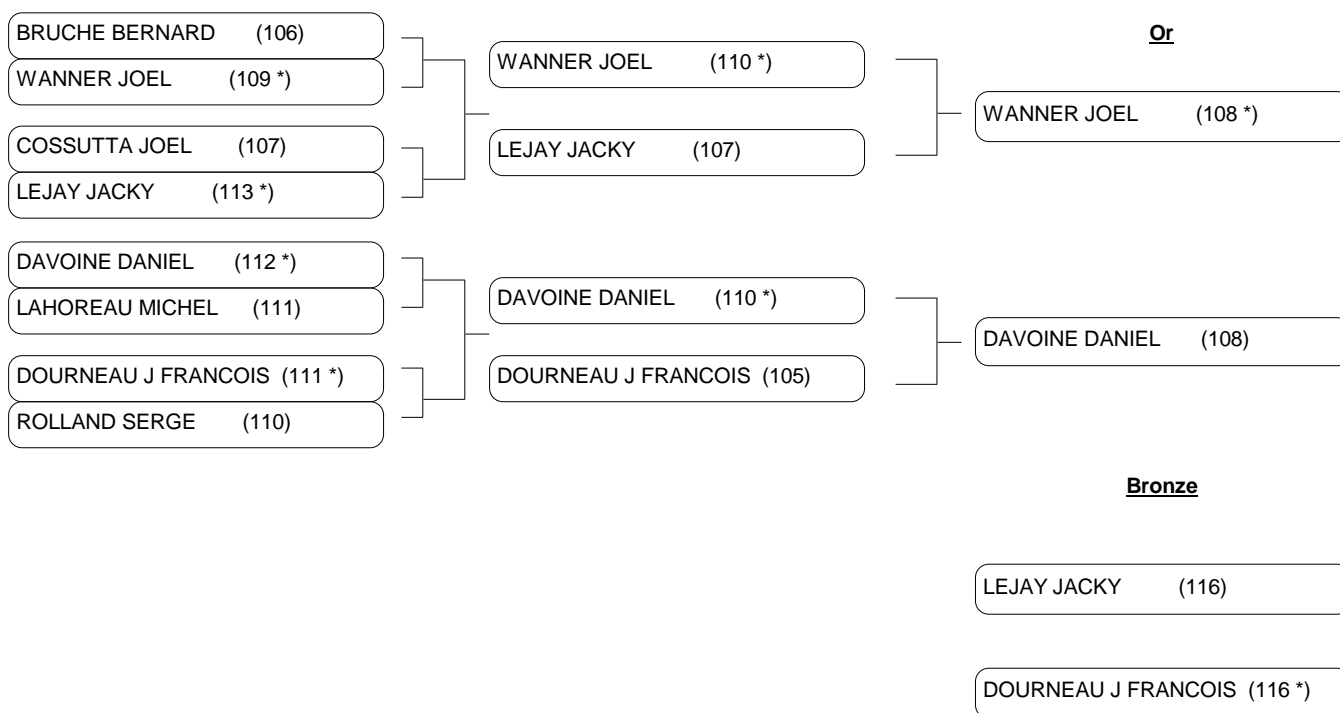 BRUCHE BERNARD (106)
WANNER JOEL (109 *)
COSSUTTA JOEL (107)
LEJAY JACKY (113 *)
DAVOINE DANIEL (112 *)
LAHOREAU MICHEL (111)
DOURNEAU J FRANCOIS (111 *)
ROLLAND SERGE (110)
WANNER JOEL (110 *)
LEJAY JACKY (107)
DAVOINE DANIEL (110 *)
DOURNEAU J FRANCOIS (105)
Or
WANNER JOEL (108 *)
DAVOINE DANIEL (108)
Bronze
LEJAY JACKY (116)
DOURNEAU J FRANCOIS (116 *)